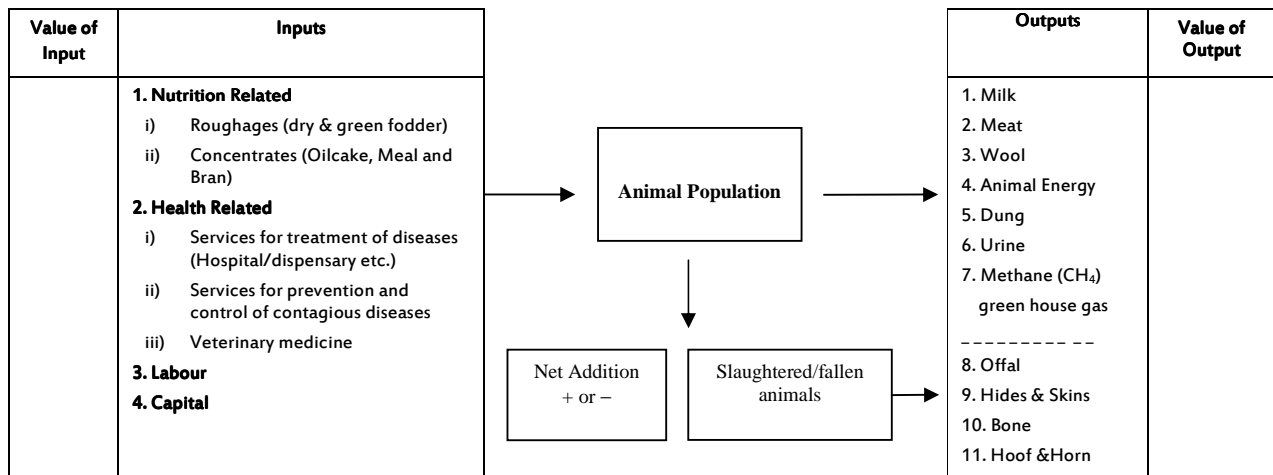 Value of
Input
Inputs
1. Nutrition Related
i) Roughages (dry & green fodder)
ii) Concentrates (Oilcake, Meal and
Bran)
2. Health Related
i) Services for treatment of diseases
(Hospital/dispensary etc.)
ii) Services for prevention and
control of contagious diseases
iii) Veterinary medicine
3. Labour
4. Capital
Animal Population
Net Addition
+ or –
Slaughtered/fallen
animals
Outputs
Value of
Output
1. Milk
2. Meat
3. Wool
4. Animal Energy
5. Dung
6. Urine
7. Methane (CH₄)
green house gas
8. Offal
9. Hides & Skins
10. Bone
11. Hoof &Horn